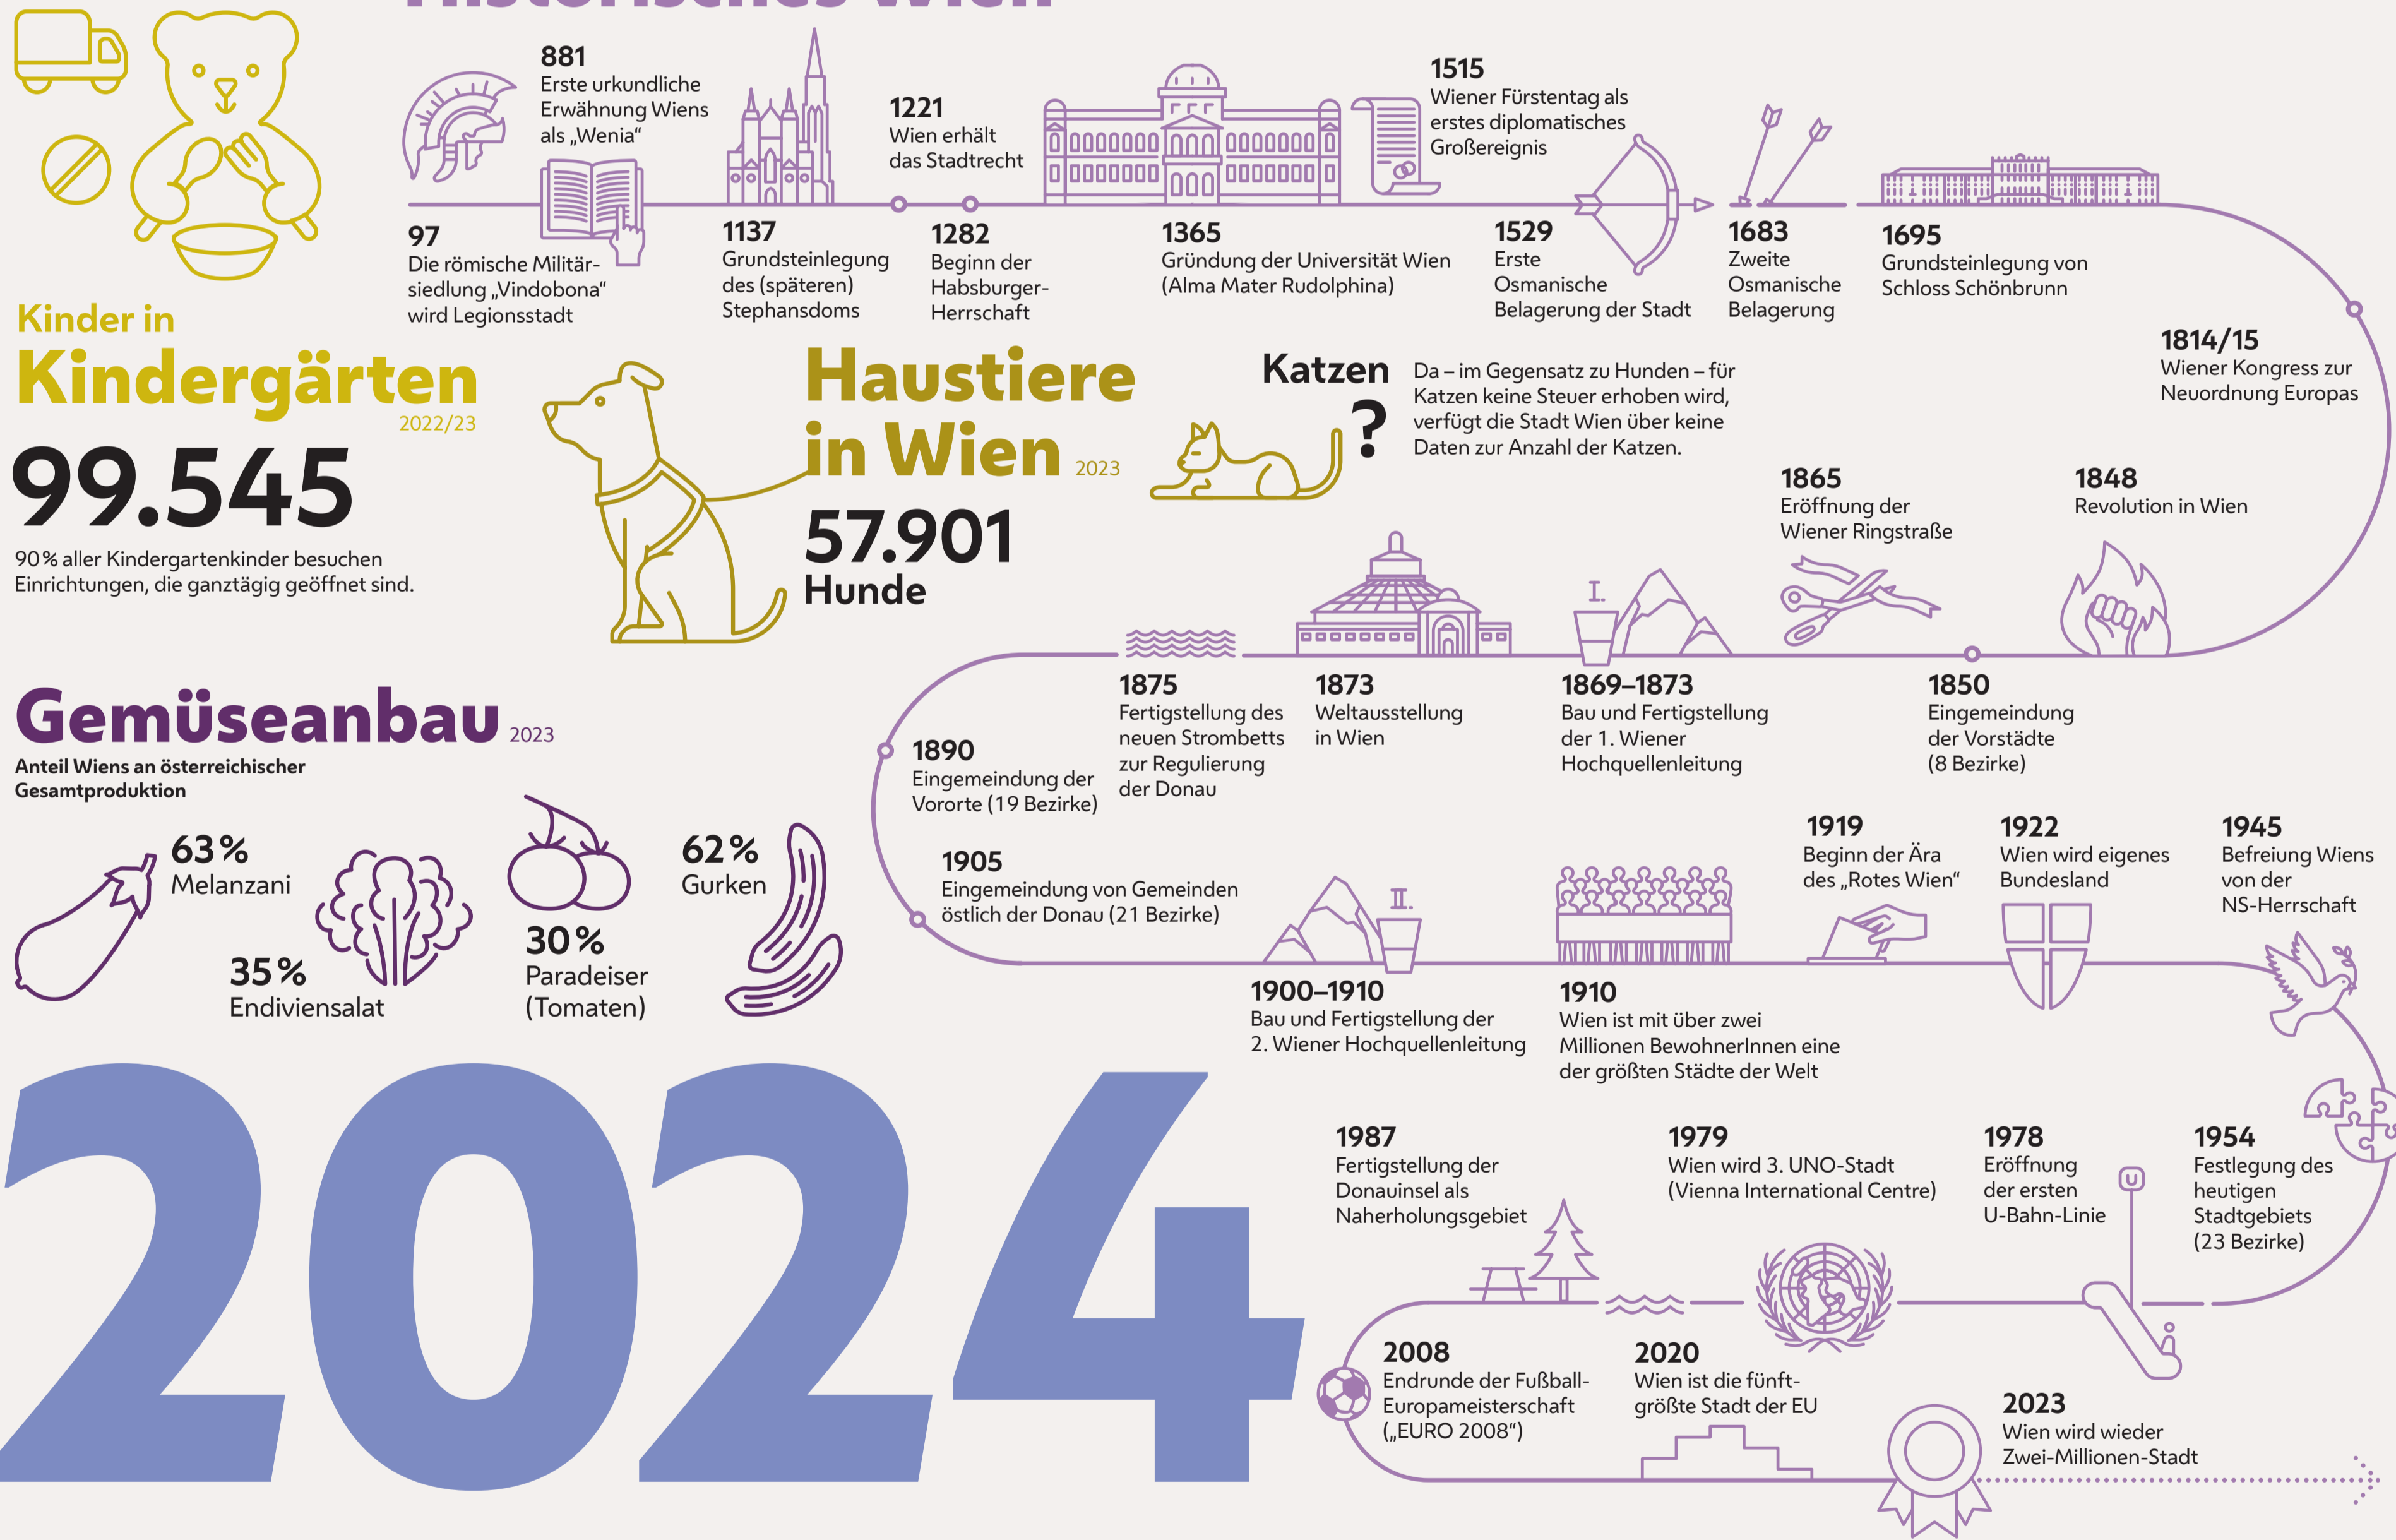 Historisches Wien
881
Erste urkundliche
Erwähnung Wiens
als „Wenia“
1221
Wien erhält
das Stadtrecht
1515
Wiener Fürstentag als
erstes diplomatisches
Großereignis
97
Die römische Militär-
siedlung „Vindobona“
wird Legionsstadt
1137
Grundsteinlegung
des (späteren)
Stephansdoms
1282
Beginn der
Habsburger-
Herrschaft
1365
Gründung der Universität Wien
(Alma Mater Rudolphina)
1529
Erste
Osmanische
Belagerung der Stadt
1683
Zweite
Osmanische
Belagerung
1695
Grundsteinlegung von
Schloss Schönbrunn
1814/15
Wiener Kongress zur
Neuordnung Europas
Kinder in
Kindergärten
2022/23
99.545
90 % aller Kindergartenkinder besuchen
Einrichtungen, die ganztägig geöffnet sind.
Haustiere
in Wien 2023
57.901
Hunde
Katzen
?
Da – im Gegensatz zu Hunden – für
Katzen keine Steuer erhoben wird,
verfügt die Stadt Wien über keine
Daten zur Anzahl der Katzen.
1865
Eröffnung der
Wiener Ringstraße
1848
Revolution in Wien
I.
1875
Fertigstellung des
neuen Strombetts
zur Regulierung
der Donau
1873
Weltausstellung
in Wien
1869–1873
Bau und Fertigstellung
der 1. Wiener
Hochquellenleitung
1850
Eingemeindung
der Vorstädte
(8 Bezirke)
1890
Eingemeindung der
Vororte (19 Bezirke)
1905
Eingemeindung von Gemeinden
östlich der Donau (21 Bezirke)
II.
1919
Beginn der Ära
des „Rotes Wien“
1922
Wien wird eigenes
Bundesland
1945
Befreiung Wiens
von der
NS-Herrschaft
1900–1910
Bau und Fertigstellung der
2. Wiener Hochquellenleitung
1910
Wien ist mit über zwei
Millionen BewohnerInnen eine
der größten Städte der Welt
Gemüseanbau 2023
Anteil Wiens an österreichischer
Gesamtproduktion
63 %
Melanzani
35 %
Endiviensalat
30 %
Paradeiser
(Tomaten)
62 %
Gurken
2024
1987
Fertigstellung der
Donauinsel als
Naherholungsgebiet
1979
Wien wird 3. UNO-Stadt
(Vienna International Centre)
1978
Eröffnung
der ersten
U-Bahn-Linie
U
1954
Festlegung des
heutigen
Stadtgebiets
(23 Bezirke)
2008
Endrunde der Fußball-
Europameisterschaft
(„EURO 2008“)
2020
Wien ist die fünft-
größte Stadt der EU
2023
Wien wird wieder
Zwei-Millionen-Stadt